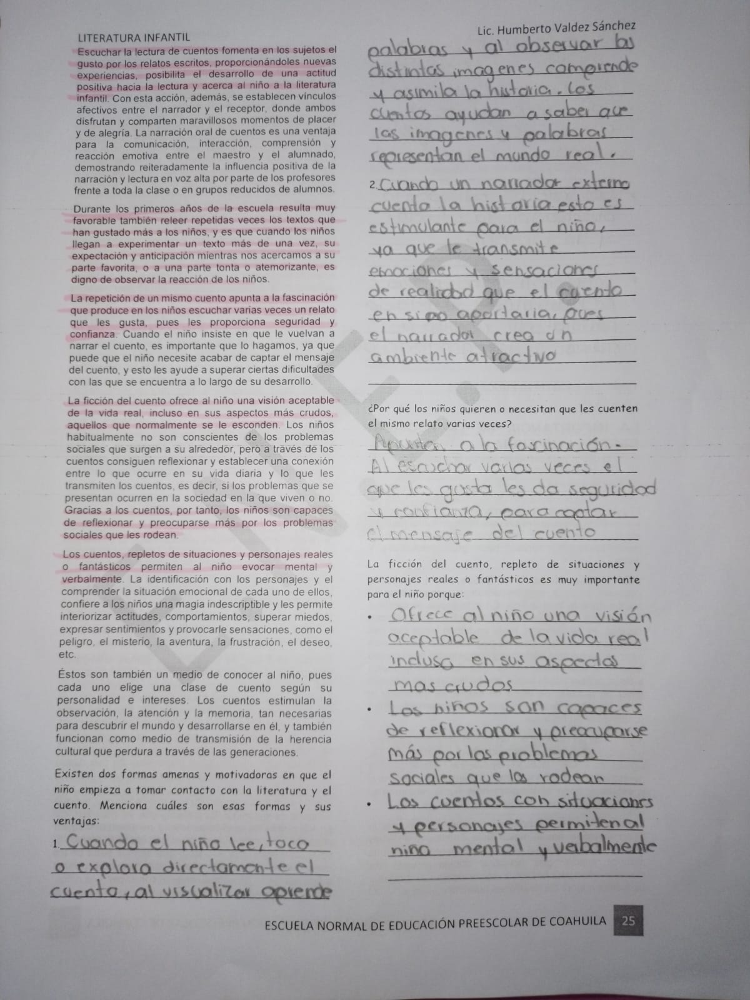 LITERATURA INFANTIL
Lic. Humberto Valdez Sánchez
Escuchar la lectura de cuentos fomenta en los sujetos el
gusto por los relatos escritos, proporcionándoles nuevas
experiencias, posibilita el desarrollo de una actitud
positiva hacia la lectura y acerca al niño a la literatura
infantil. Con esta acción, además, se establecen vínculos
afectivos entre el narrador y el receptor, donde ambos
disfrutan y comparten maravillosos momentos de placer
y de alegría. La narración oral de cuentos es una ventaja
para la comunicación, interacción, comprensión y
reacción emotiva entre el maestro y el alumnado,
demostrando reiteradamente la influencia positiva de la
narración y lectura en voz alta por parte de los profesores
frente a toda la clase o en grupos reducidos de alumnos.
Durante los primeros años de la escuela resulta muy
favorable también releer repetidas veces los textos que
han gustado más a los niños, y es que cuando los niños
llegan a experimentar un texto más de una vez, su
expectación y anticipación mientras nos acercamos a su
parte favorita, o a una parte tonta o atemorizante, es
digno de observar la reacción de los niños.
La repetición de un mismo cuento apunta a la fascinación
que produce en los niños escuchar varias veces un relato
que les gusta, pues les proporciona seguridad y
confianza. Cuando el niño insiste en que le vuelvan a
narrar el cuento, es importante que lo hagamos, ya que
puede que el niño necesite acabar de captar el mensaje
del cuento, y esto les ayude a superar ciertas dificultades
con las que se encuentra a lo largo de su desarrollo.
La ficción del cuento ofrece al niño una visión aceptable
de la vida real, incluso en sus aspectos más crudos,
aquellos que normalmente se le esconden. Los niños
habitualmente no son conscientes de los problemas
sociales que surgen a su alrededor, pero a través de los
cuentos consiguen reflexionar y establecer una conexión
entre lo que ocurre en su vida diaria y lo que les
transmiten los cuentos, es decir, si los problemas que se
presentan ocurren en la sociedad en la que viven o no.
Gracias a los cuentos, por tanto, los niños son capaces
de reflexionar y preocuparse más por los problemas
sociales que les rodean.
Los cuentos, repletos de situaciones y personajes reales
o fantásticos permiten al niño evocar mental y
verbalmente. La identificación con los personajes y el
comprender la situación emocional de cada uno de ellos,
confiere a los niños una magia indescriptible y les permite
interiorizar actitudes, comportamientos, superar miedos,
expresar sentimientos y provocarle sensaciones, como el
peligro, el misterio, la aventura, la frustración, el deseo,
etc.
Éstos son también un medio de conocer al niño, pues
cada uno elige una clase de cuento según su
personalidad e intereses. Los cuentos estimulan la
observación, la atención y la memoria, tan necesarias
para descubrir el mundo y desarrollarse en él, y también
funcionan como medio de transmisión de la herencia
cultural que perdura a través de las generaciones.
Existen dos formas amenas y motivadoras en que el
niño empieza a tomar contacto con la literatura y el
cuento. Menciona cuáles son esas formas y sus
ventajas:
1. Cuando el niño lee, toca
o explora directamente el
cuento, al visualizar aprende
palabras y al observar las
distintas imagenes comprende
y asimila la historia. Los
cuentos ayudan a saber que
las imagenes y palabras
representan el mundo real.
2. Cuando un narrador externo
cuento la historia esto es
estimulante para el niño,
ya que le transmite
emociones y sensaciones
de realidad que el cuento
en si no aportaria, pues
el narrador crea un
ambiente atractivo
¿Por qué los niños quieren o necesitan que les cuenten
el mismo relato varias veces?
Apuntan a la fascinación.
Al escuchar varias veces el
que les gusta les da seguridad
y confianza, para captar
el mensaje del cuento
La ficción del cuento, repleto de situaciones y
personajes reales o fantásticos es muy importante
para el niño porque:
• Ofrece al niño una visión
aceptable de la vida real
inclusa en sus aspectos
mas crudos
• Los niños son capaces
de reflexionar y preocuparse
más por los problemas
sociales que los rodean
• Los cuentos con situaciones
y personajes permiten al
niño mental y verbalmente
ESCUELA NORMAL DE EDUCACIÓN PREESCOLAR DE COAHUILA 25
E.N.E.P.